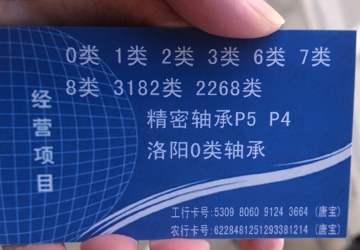 经营项目
0类 1类 2类 3类 6类 7类
8类 3182类 2268类
精密轴承P5 P4
洛阳0类轴承
工行卡号:5309 8060 9124 3664 (唐宝)
农行卡号:6228481251293381214 (唐宝)